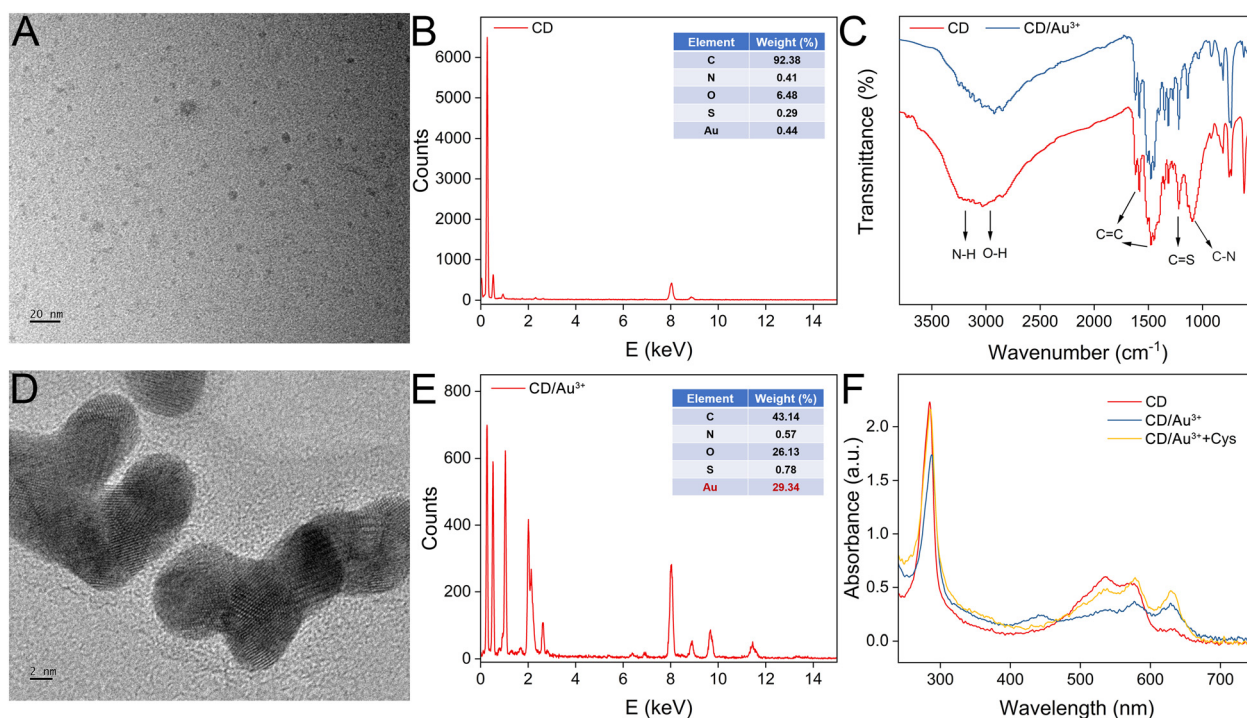 A
20 nm
B
CD
Element Weight (%)
C 92.38
N 0.41
O 6.48
S 0.29
Au 0.44
6000
5000
4000
3000
2000
1000
0
Counts
0 2 4 6 8 10 12 14
E (keV)
C
CD CD/Au³⁺
Transmittance (%)
N-H O-H C=C C=S C-N
3500 3000 2500 2000 1500 1000
Wavenumber (cm⁻¹)
D
2 nm
E
CD/Au³⁺
Element Weight (%)
C 43.14
N 0.57
O 26.13
S 0.78
Au 29.34
800
600
400
200
0
Counts
0 2 4 6 8 10 12 14
E (keV)
F
CD
CD/Au³⁺
CD/Au³⁺+Cys
2.0
1.5
1.0
0.5
0.0
Absorbance (a.u.)
300 400 500 600 700
Wavelength (nm)